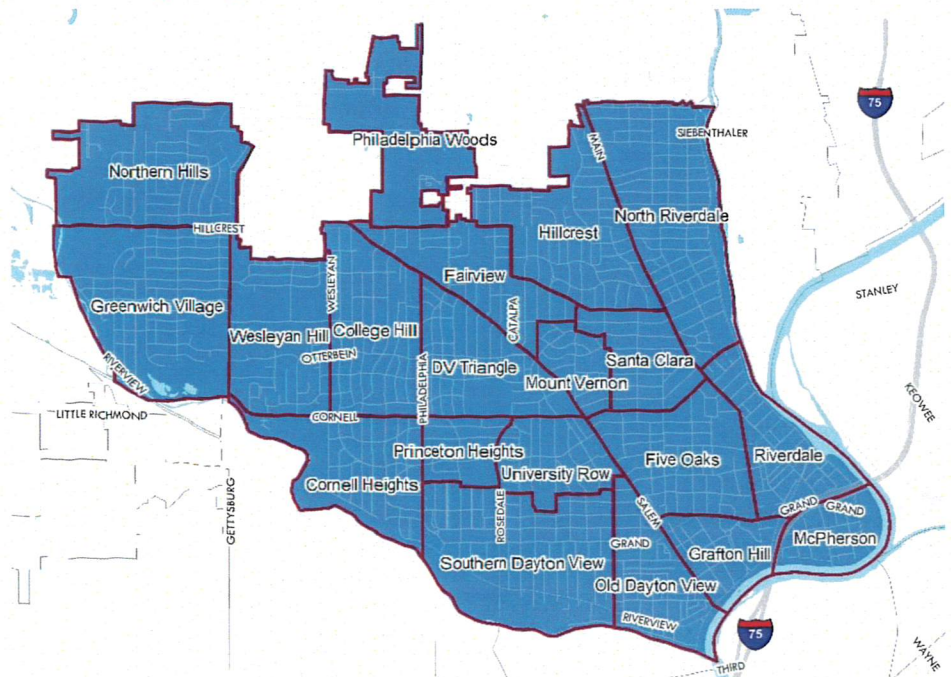 75
SIEBENTHALER
MAIN
Philadelphia Woods
Northern Hills
North Riverdale
HILLCREST
Hillcrest
WESLEYAN
Fairview
STANLEY
Greenwich Village
CATALPA
Wesleyan Hill
College Hill
OTTERBEIN
Santa Clara
RIVERVIEW
PHILADELPHIA
DV Triangle
Mount Vernon
KEOWEE
LITTLE RICHMOND
CORNELL
Princeton Heights
Riverdale
Five Oaks
University Row
Cornell Heights
GETTYSBURG
ROSEDALE
SALEM
GRAND
GRAND
McPherson
GRAND
Grafton Hill
Southern Dayton View
Old Dayton View
RIVERVIEW
75
THIRD
WAYNE